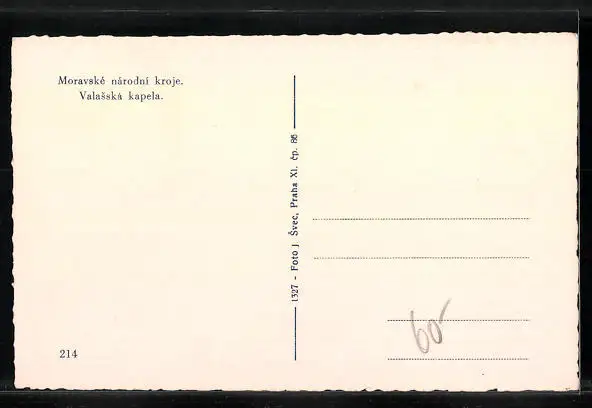 Moravské národní kroje.
Valašská kapela.
1327 - Foto J. Švec, Praha XI. čp. 86
214
60-